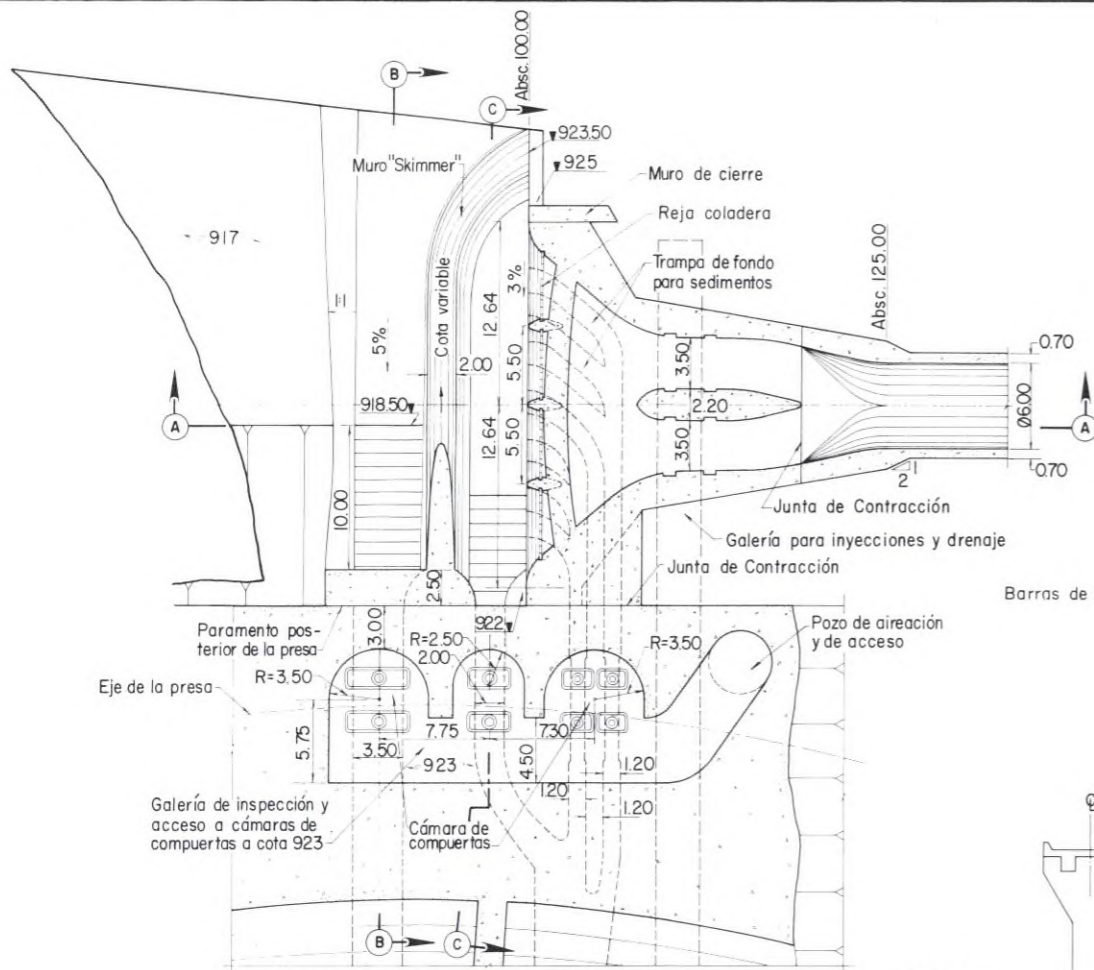 Absc. 100.00
B
C
923.50
925
Muro "Skimmer"
Muro de cierre
Reja coladera
917
Trampa de fondo
para sedimentos
Absc. 125.00
Cota variable
12.64
3%
5%
2.00
5.50
3.50
0.70
918.50
2.20
Ø6.00
A
A
12.64
5.50
3.50
0.70
2
1
10.00
Junta de Contracción
Galería para inyecciones y drenaje
2.50
Junta de Contracción
Barras de
922
Paramento pos-
terior de la presa
3.00
R=2.50
2.00
R=3.50
Pozo de aireación
y de acceso
R=3.50
Eje de la presa
5.75
7.75
7.30
3.50
923
4.50
1.20
1.20
1.20
Galería de inspección y
acceso a cámaras de
compuertas a cota 923
Cámara de
compuertas
B
C